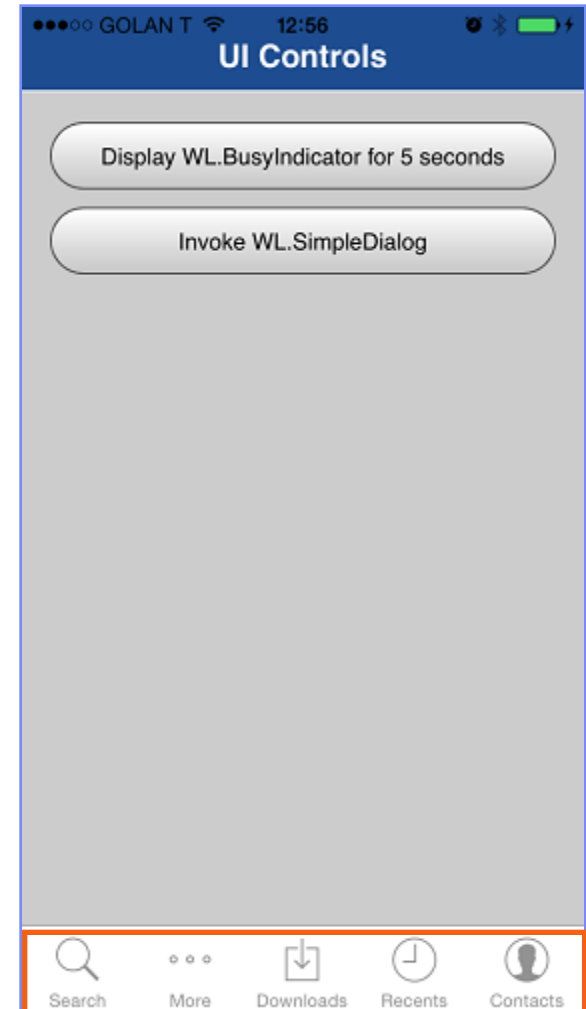 GOLAN T 12:56
UI Controls
Display WL.BusyIndicator for 5 seconds
Invoke WL.SimpleDialog
Search More Downloads Recents Contacts